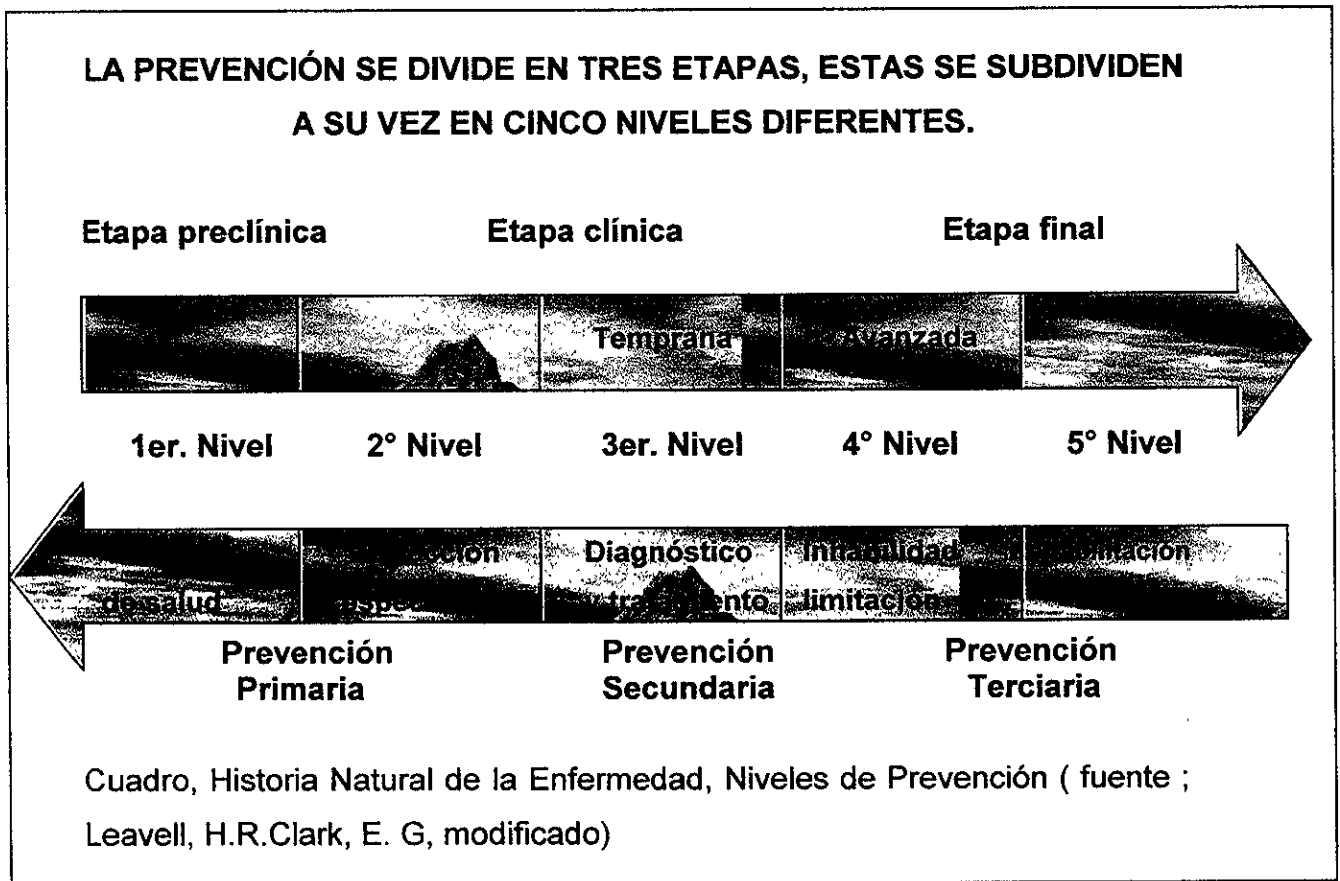 LA PREVENCIÓN SE DIVIDE EN TRES ETAPAS, ESTAS SE SUBDIVIDEN
A SU VEZ EN CINCO NIVELES DIFERENTES.
Etapa preclínica Etapa clínica Etapa final
Temprana Avanzada
1er. Nivel 2° Nivel 3er. Nivel 4° Nivel 5° Nivel
Diagnóstico
de salud y limitación
Prevención Prevención Prevención
Primaria Secundaria Terciaria
Cuadro, Historia Natural de la Enfermedad, Niveles de Prevención ( fuente ;
Leavell, H.R.Clark, E. G, modificado)